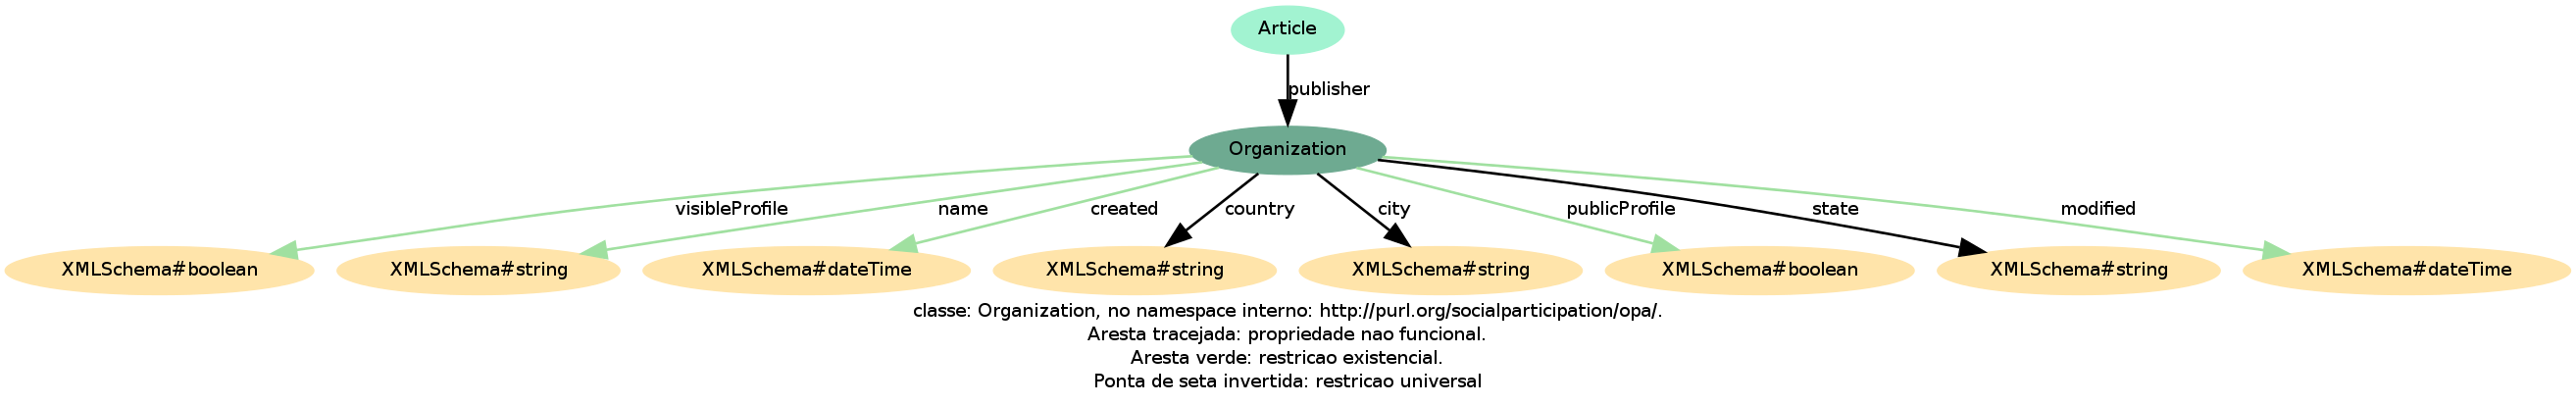 Article
publisher
Organization
visibleProfile
name
created
country
city
publicProfile
state
modified
XMLSchema#boolean
XMLSchema#string
XMLSchema#dateTime
XMLSchema#string
XMLSchema#string
XMLSchema#boolean
XMLSchema#string
XMLSchema#dateTime
classe: Organization, no namespace interno: http://purl.org/socialparticipation/opa/.
Aresta tracejada: propriedade nao funcional.
Aresta verde: restricao existencial.
Ponta de seta invertida: restricao universal